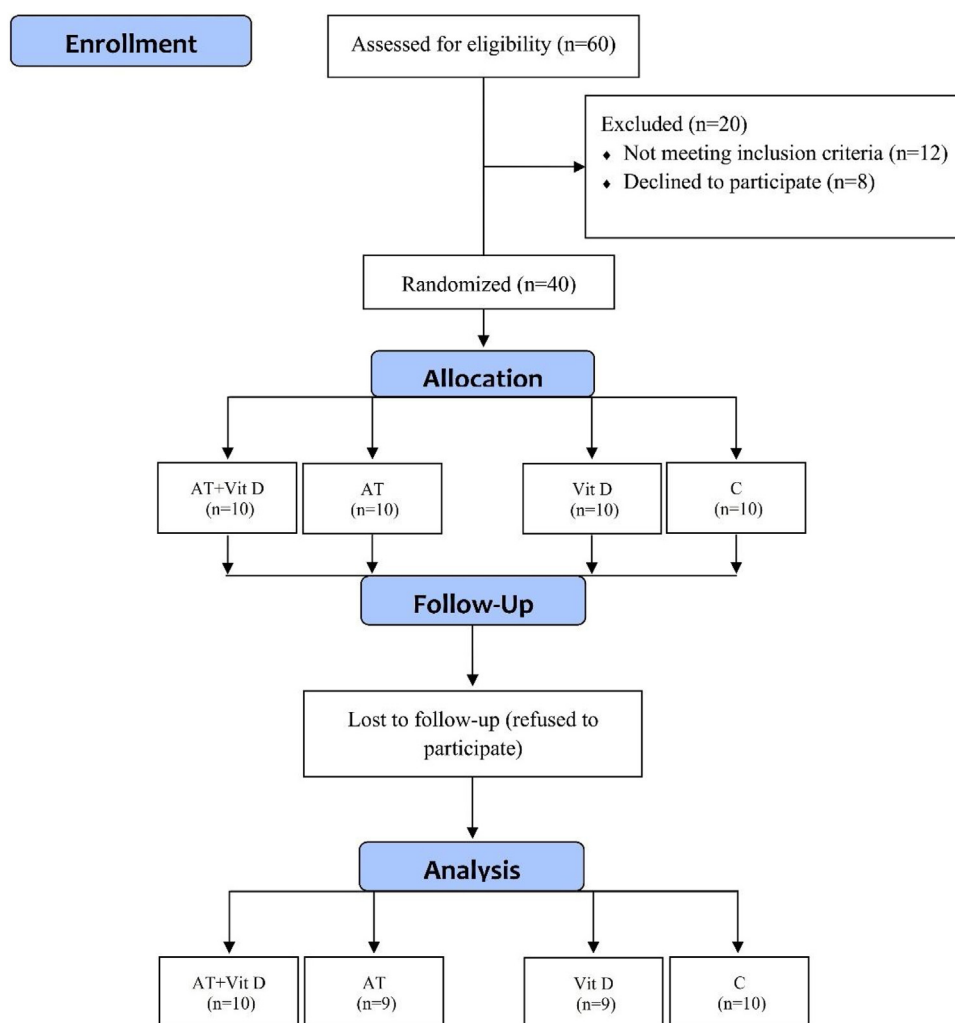 Enrollment
Assessed for eligibility (n=60)
Excluded (n=20)
♦ Not meeting inclusion criteria (n=12)
♦ Declined to participate (n=8)
Randomized (n=40)
Allocation
AT+Vit D
(n=10)
AT
(n=10)
Vit D
(n=10)
C
(n=10)
Follow-Up
Lost to follow-up (refused to
participate)
Analysis
AT+Vit D
(n=10)
AT
(n=9)
Vit D
(n=9)
C
(n=10)